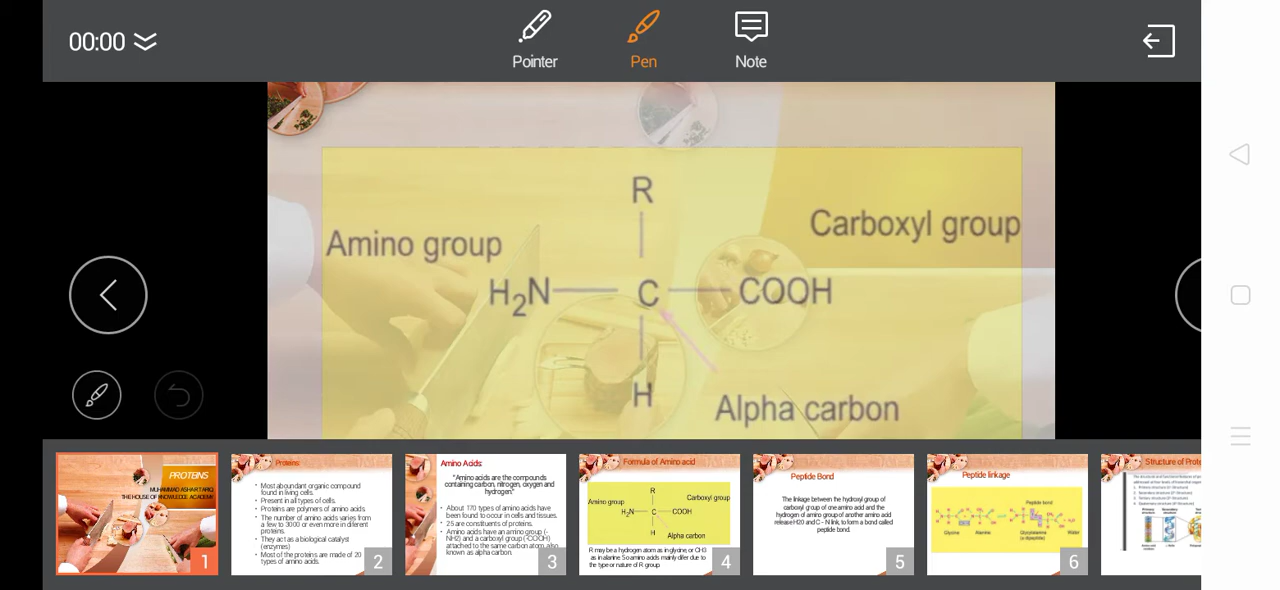 00:00
Pointer
Pen
Note
R
Carboxyl group
Amino group
H2N
C
COOH
H
Alpha carbon
PROTEINS
MUHAMMAD ASHAR TARIQ
THE HOUSE OF KNOWLEDGE ACADEMY
1
Proteins:
Most abundant organic compound
found in living cells.
Present in all types of cells.
Proteins are polymers of amino acids.
The number of amino acids varies from
a few to 3000 or even more in different
proteins.
They act as a biological catalyst
(enzymes)
Most of the proteins are made of 20
types of amino acids.
2
Amino Acids:
"Amino acids are the compounds
containing carbon, nitrogen, oxygen and
hydrogen."
About 170 types of amino acids have
been found to occur in cells and tissues.
25 are constituents of proteins.
Amino acids have an amino group (-
NH2) and a carboxyl group (-COOH)
attached to the same carbon atom, also
known as alpha carbon.
3
Formula of Amino acid
R
Amino group
Carboxyl group
H2N
C
COOH
H
Alpha carbon
R may be a hydrogen atom as in glycine, or CH3
as in alanine. So amino acids mainly differ due to
the type or nature of R group.
4
Peptide Bond
The linkage between the hydroxyl group of
carboxyl group of one amino acid and the
hydrogen of amino group of another amino acid
release H20 and C – N link, to form a bond called
peptide bond.
5
Peptide linkage
Peptide bond
Glycine
Alanine
Glycylalanine
(a dipeptide)
Water
6
Structure of Prote